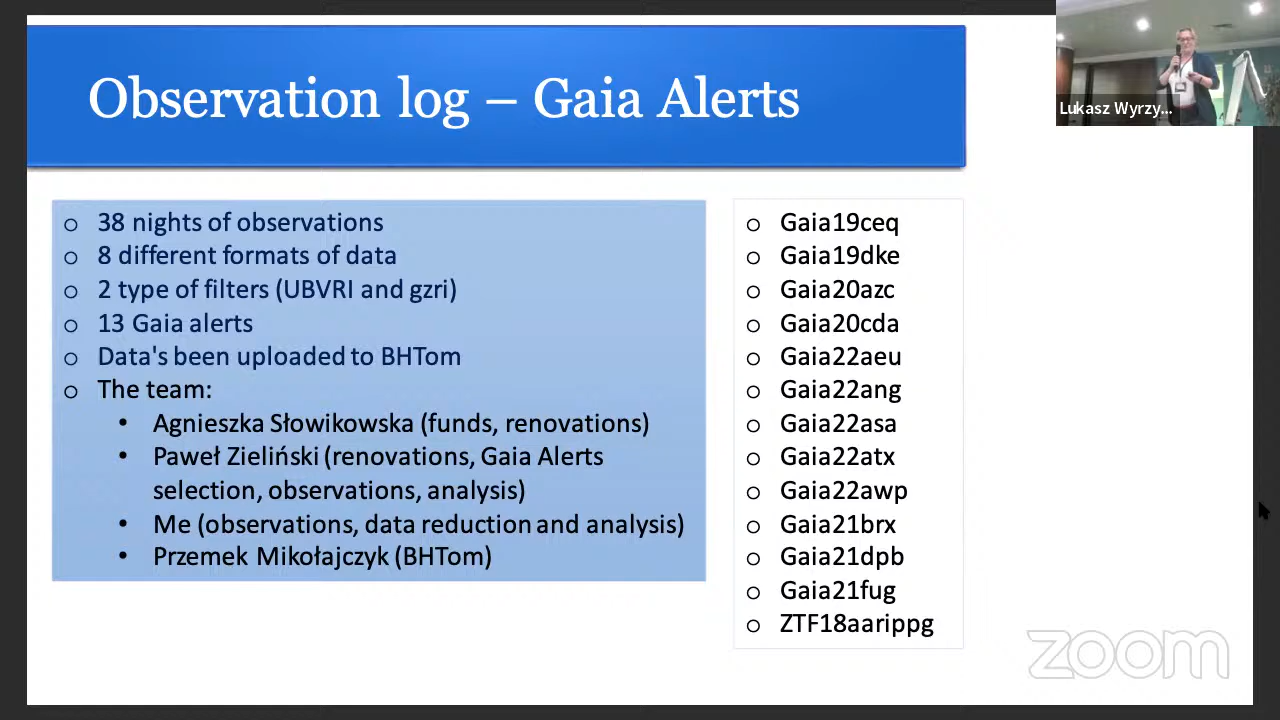 Observation log – Gaia Alerts
Lukasz Wyrzy...
○ 38 nights of observations
○ 8 different formats of data
○ 2 type of filters (UBVRI and gzri)
○ 13 Gaia alerts
○ Data's been uploaded to BHTom
○ The team:
• Agnieszka Słowikowska (funds, renovations)
• Paweł Zieliński (renovations, Gaia Alerts
selection, observations, analysis)
• Me (observations, data reduction and analysis)
• Przemek Mikołajczyk (BHTom)
○ Gaia19ceq
○ Gaia19dke
○ Gaia20azc
○ Gaia20cda
○ Gaia22aeu
○ Gaia22ang
○ Gaia22asa
○ Gaia22atx
○ Gaia22awp
○ Gaia21brx
○ Gaia21dpb
○ Gaia21fug
○ ZTF18aarippg
zoom